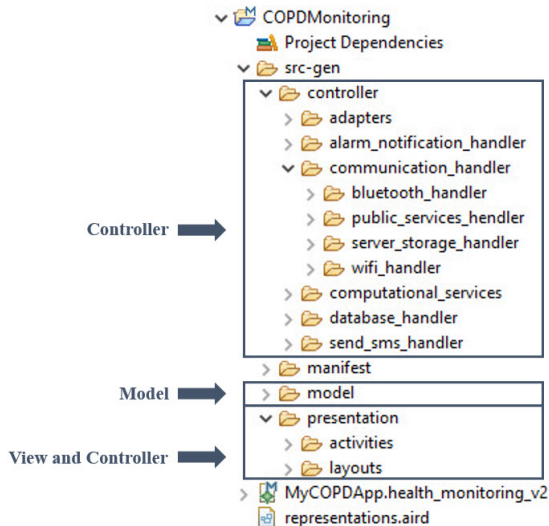 COPDMonitoring
Project Dependencies
src-gen
controller
adapters
alarm_notification_handler
communication_handler
bluetooth_handler
public_services_hendler
Controller
server_storage_handler
wifi_handler
computational_services
database_handler
send_sms_handler
manifest
Model
model
presentation
activities
View and Controller
layouts
MyCOPDApp.health_monitoring_v2
representations.aird